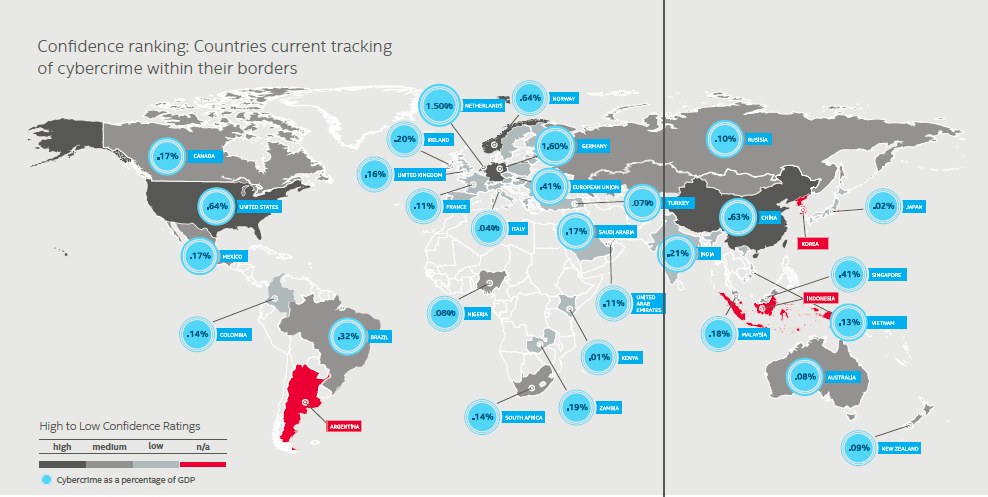 Confidence ranking: Countries current tracking
of cybercrime within their borders
1.50%
NETHERLANDS
.64%
NORWAY
.20%
IRELAND
1.60%
GERMANY
.10%
RUSISIA
.17%
CANADA
.16%
UNITED KINGDOM
.41%
EUROPEAN UNION
.64%
UNITED STATES
.11%
FRANCE
.07%
TURKEY
.63%
CHINA
.02%
JAPAN
.04%
ITALY
.17%
SAUDI ARABIA
KOREA
.17%
MEXICO
.21%
INDIA
.41%
SINGAPORE
.08%
NIGERIA
.11%
UNITED
ARAB
EMIRATES
INDONESIA
.14%
COLOMBIA
.32%
BRAZIL
.18%
MALAYSIA
.13%
VIETNAM
.01%
KENYA
.08%
AUSTRALIA
.14%
SOUTH AFRICA
.19%
ZAMBIA
ARGENTINA
.09%
NEW ZEALAND
High to Low Confidence Ratings
high medium low n/a
Cybercrime as a percentage of GDP